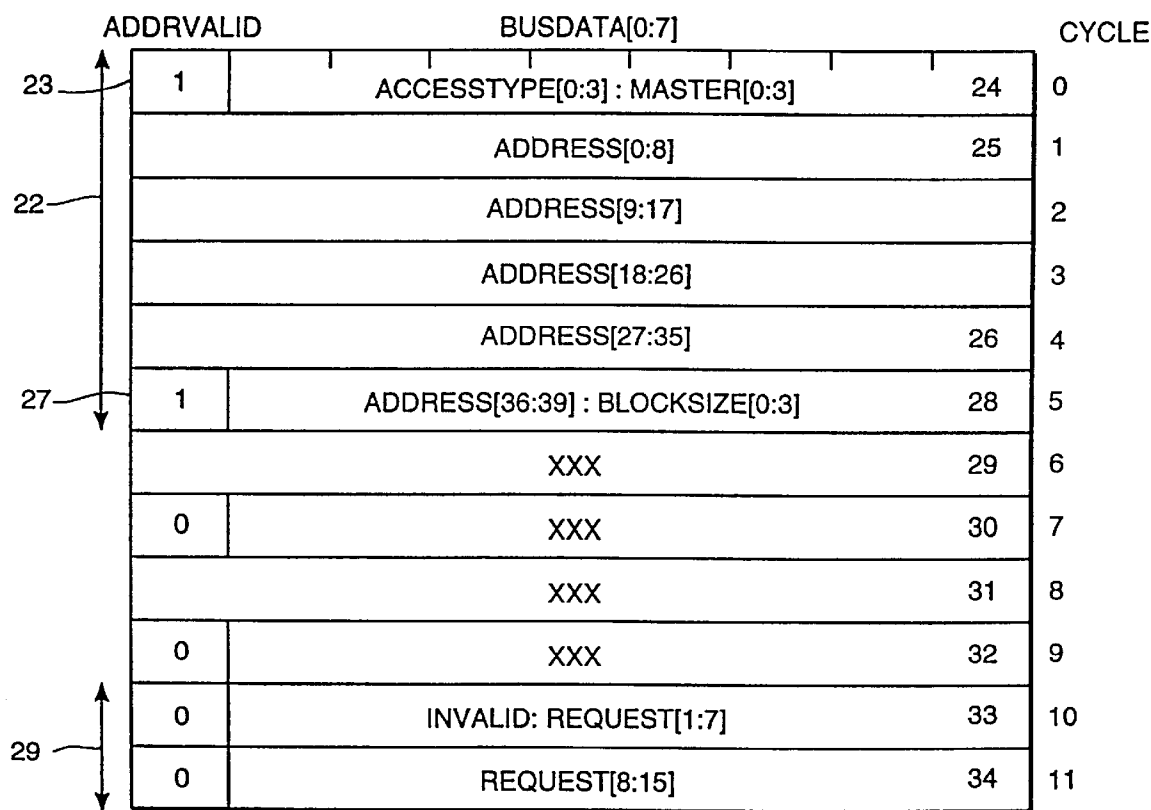 ADDRVALID BUSDATA[0:7] CYCLE
23 1 ACCESSTYPE[0:3] : MASTER[0:3] 24 0
ADDRESS[0:8] 25 1
22 ADDRESS[9:17] 2
ADDRESS[18:26] 3
ADDRESS[27:35] 26 4
27 1 ADDRESS[36:39] : BLOCKSIZE[0:3] 28 5
XXX 29 6
0 XXX 30 7
XXX 31 8
0 XXX 32 9
0 INVALID: REQUEST[1:7] 33 10
29
0 REQUEST[8:15] 34 11